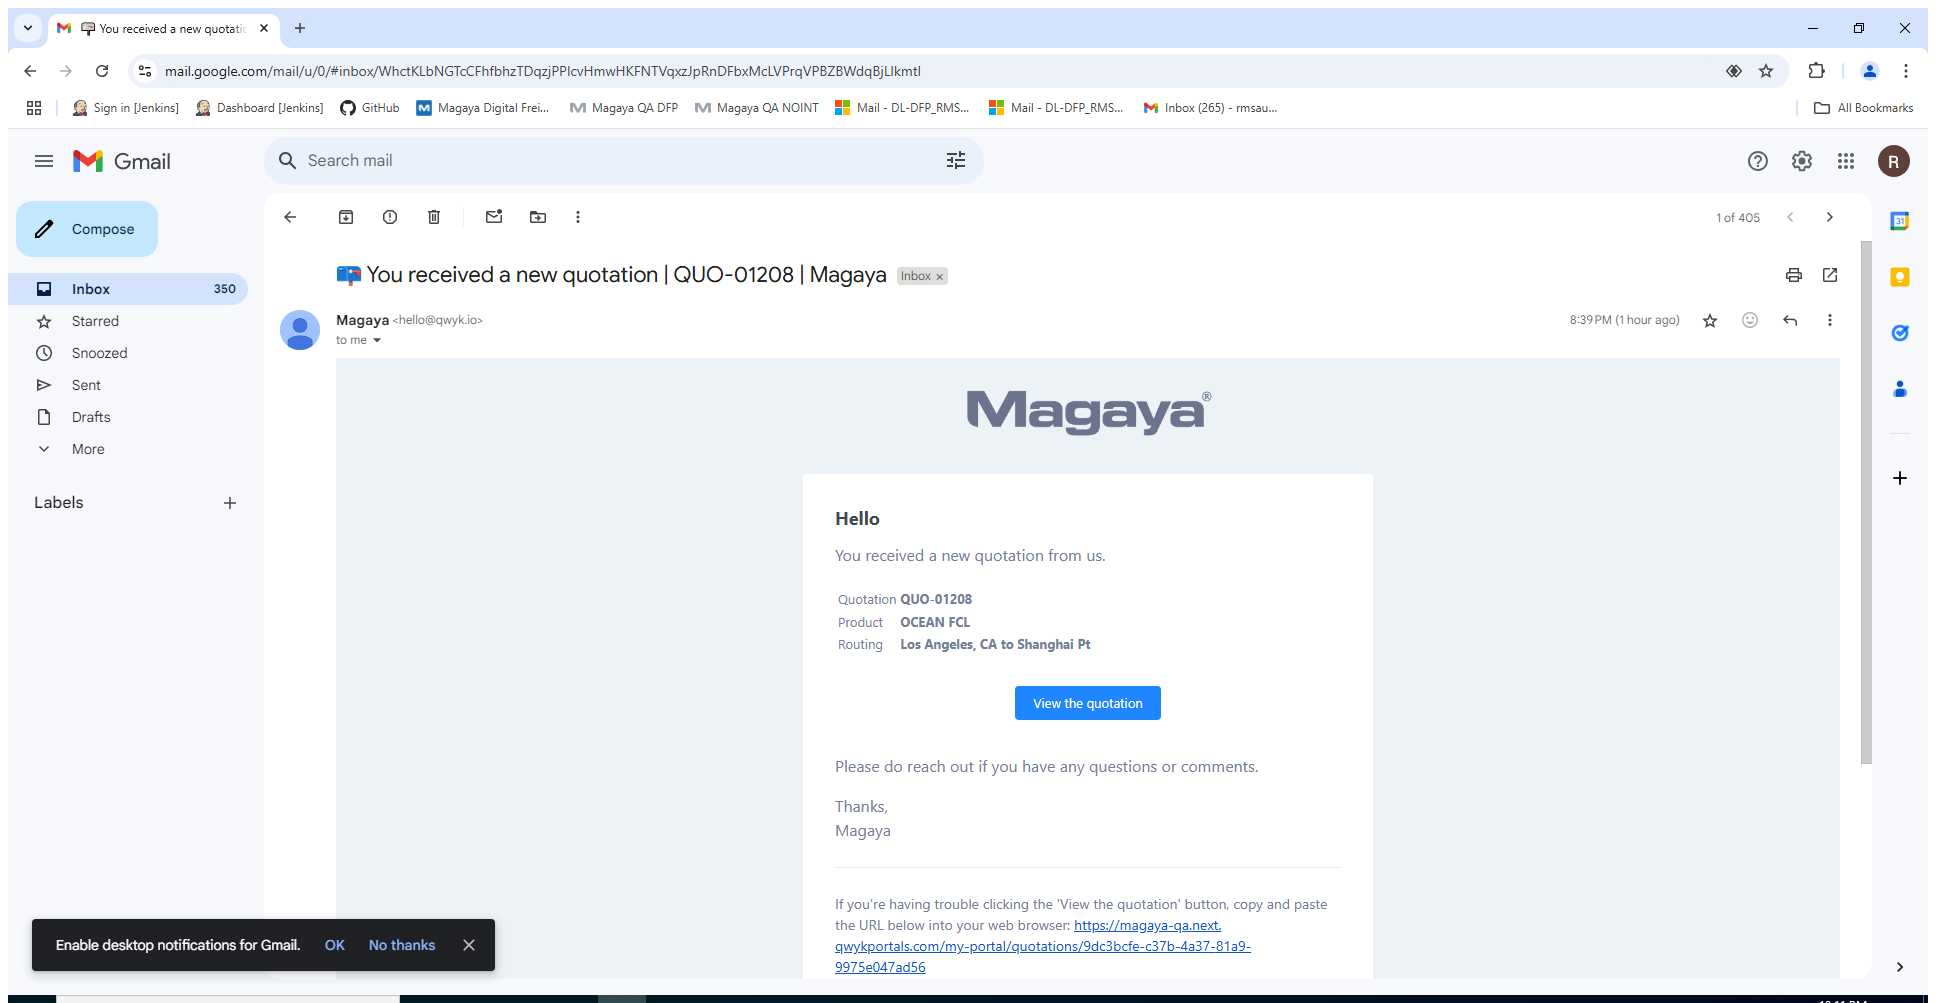 You received a new quotatic
mail.google.com/mail/u/0/#inbox/WhctKLbNGTcCFhfbhzTDqzjPPlcvHmwHKFNTVqxzJpRnDFbxMcLVPrqVPBZBWdqBjLlkmtl
Sign in [Jenkins]
Dashboard [Jenkins]
GitHub
Magaya Digital Frei...
Magaya QA DFP
Magaya QA NOINT
Mail - DL-DFP_RMS...
Mail - DL-DFP_RMS...
Inbox (265) - rmsau...
All Bookmarks
Gmail
Search mail
R
Compose
1 of 405
31
You received a new quotation | QUO-01208 | Magaya
Inbox ×
Inbox 350
Starred
Snoozed
Sent
Drafts
More
Labels
Magaya <hello@qwyk.io>
8:39 PM (1 hour ago)
to me
Magaya®
Hello
You received a new quotation from us.
Quotation QUO-01208
Product OCEAN FCL
Routing Los Angeles, CA to Shanghai Pt
View the quotation
Please do reach out if you have any questions or comments.
Thanks,
Magaya
If you're having trouble clicking the 'View the quotation' button, copy and paste
the URL below into your web browser: https://magaya-qa.next.
qwykportals.com/my-portal/quotations/9dc3bcfe-c37b-4a37-81a9-
9975e047ad56
Enable desktop notifications for Gmail. OK No thanks